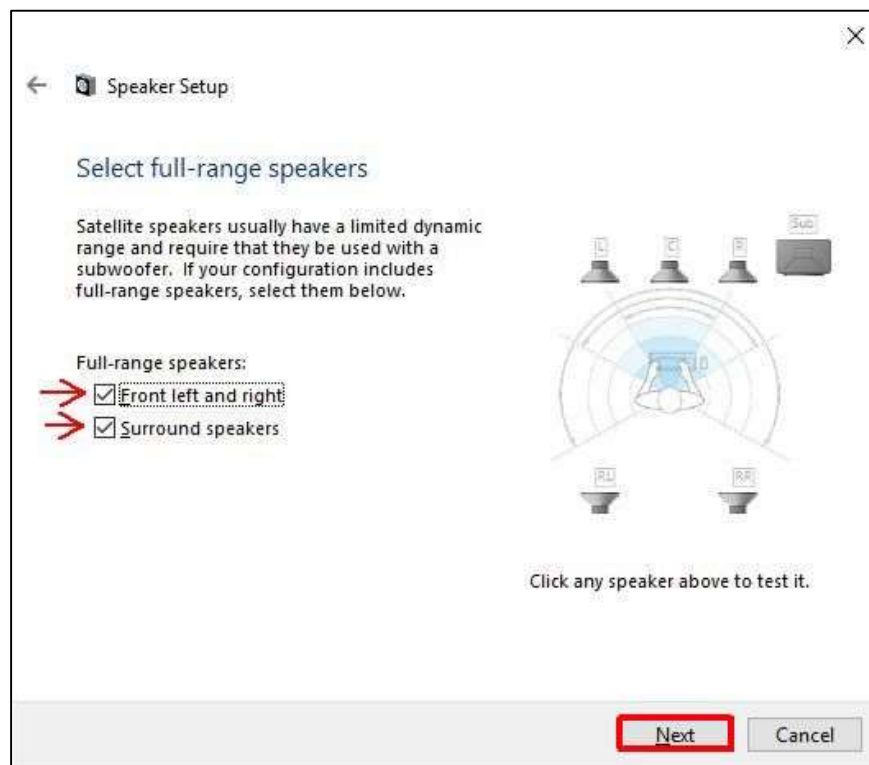 Speaker Setup
Select full-range speakers
Satellite speakers usually have a limited dynamic
range and require that they be used with a
subwoofer.  If your configuration includes
full-range speakers, select them below.
Full-range speakers:
Front left and right
Surround speakers
L C R Sub
RL RR
Click any speaker above to test it.
Next Cancel